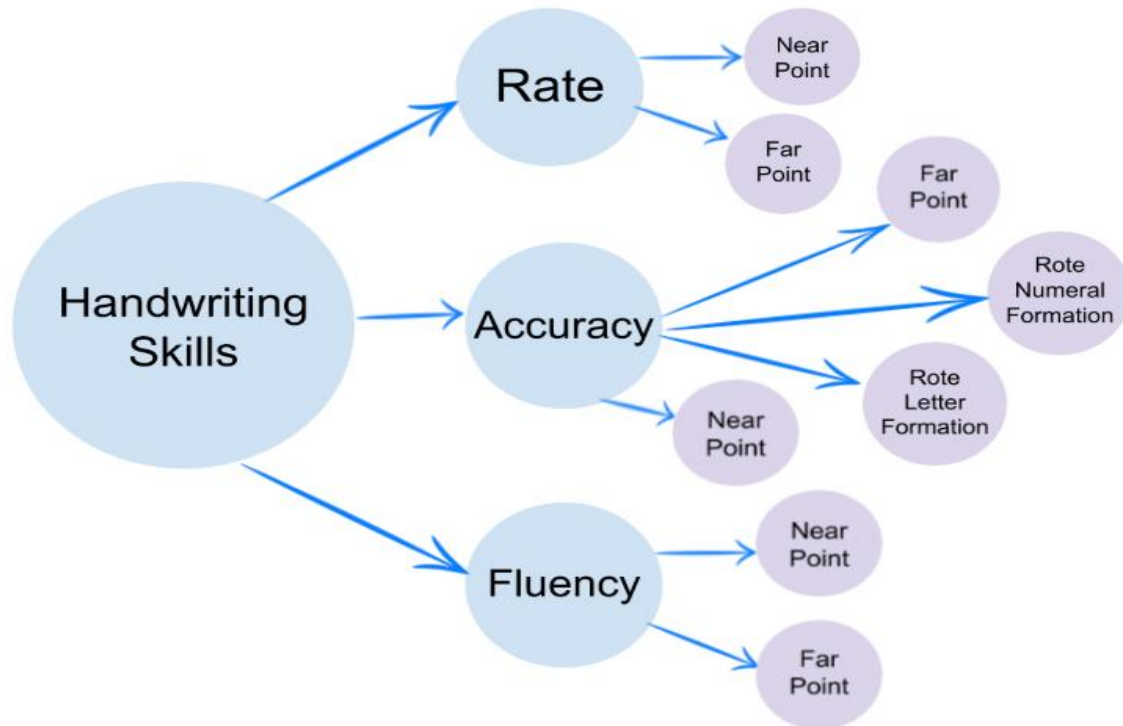 Handwriting
Skills
Rate
Near
Point
Far
Point
Accuracy
Far
Point
Rote
Numeral
Formation
Rote
Letter
Formation
Near
Point
Fluency
Near
Point
Far
Point